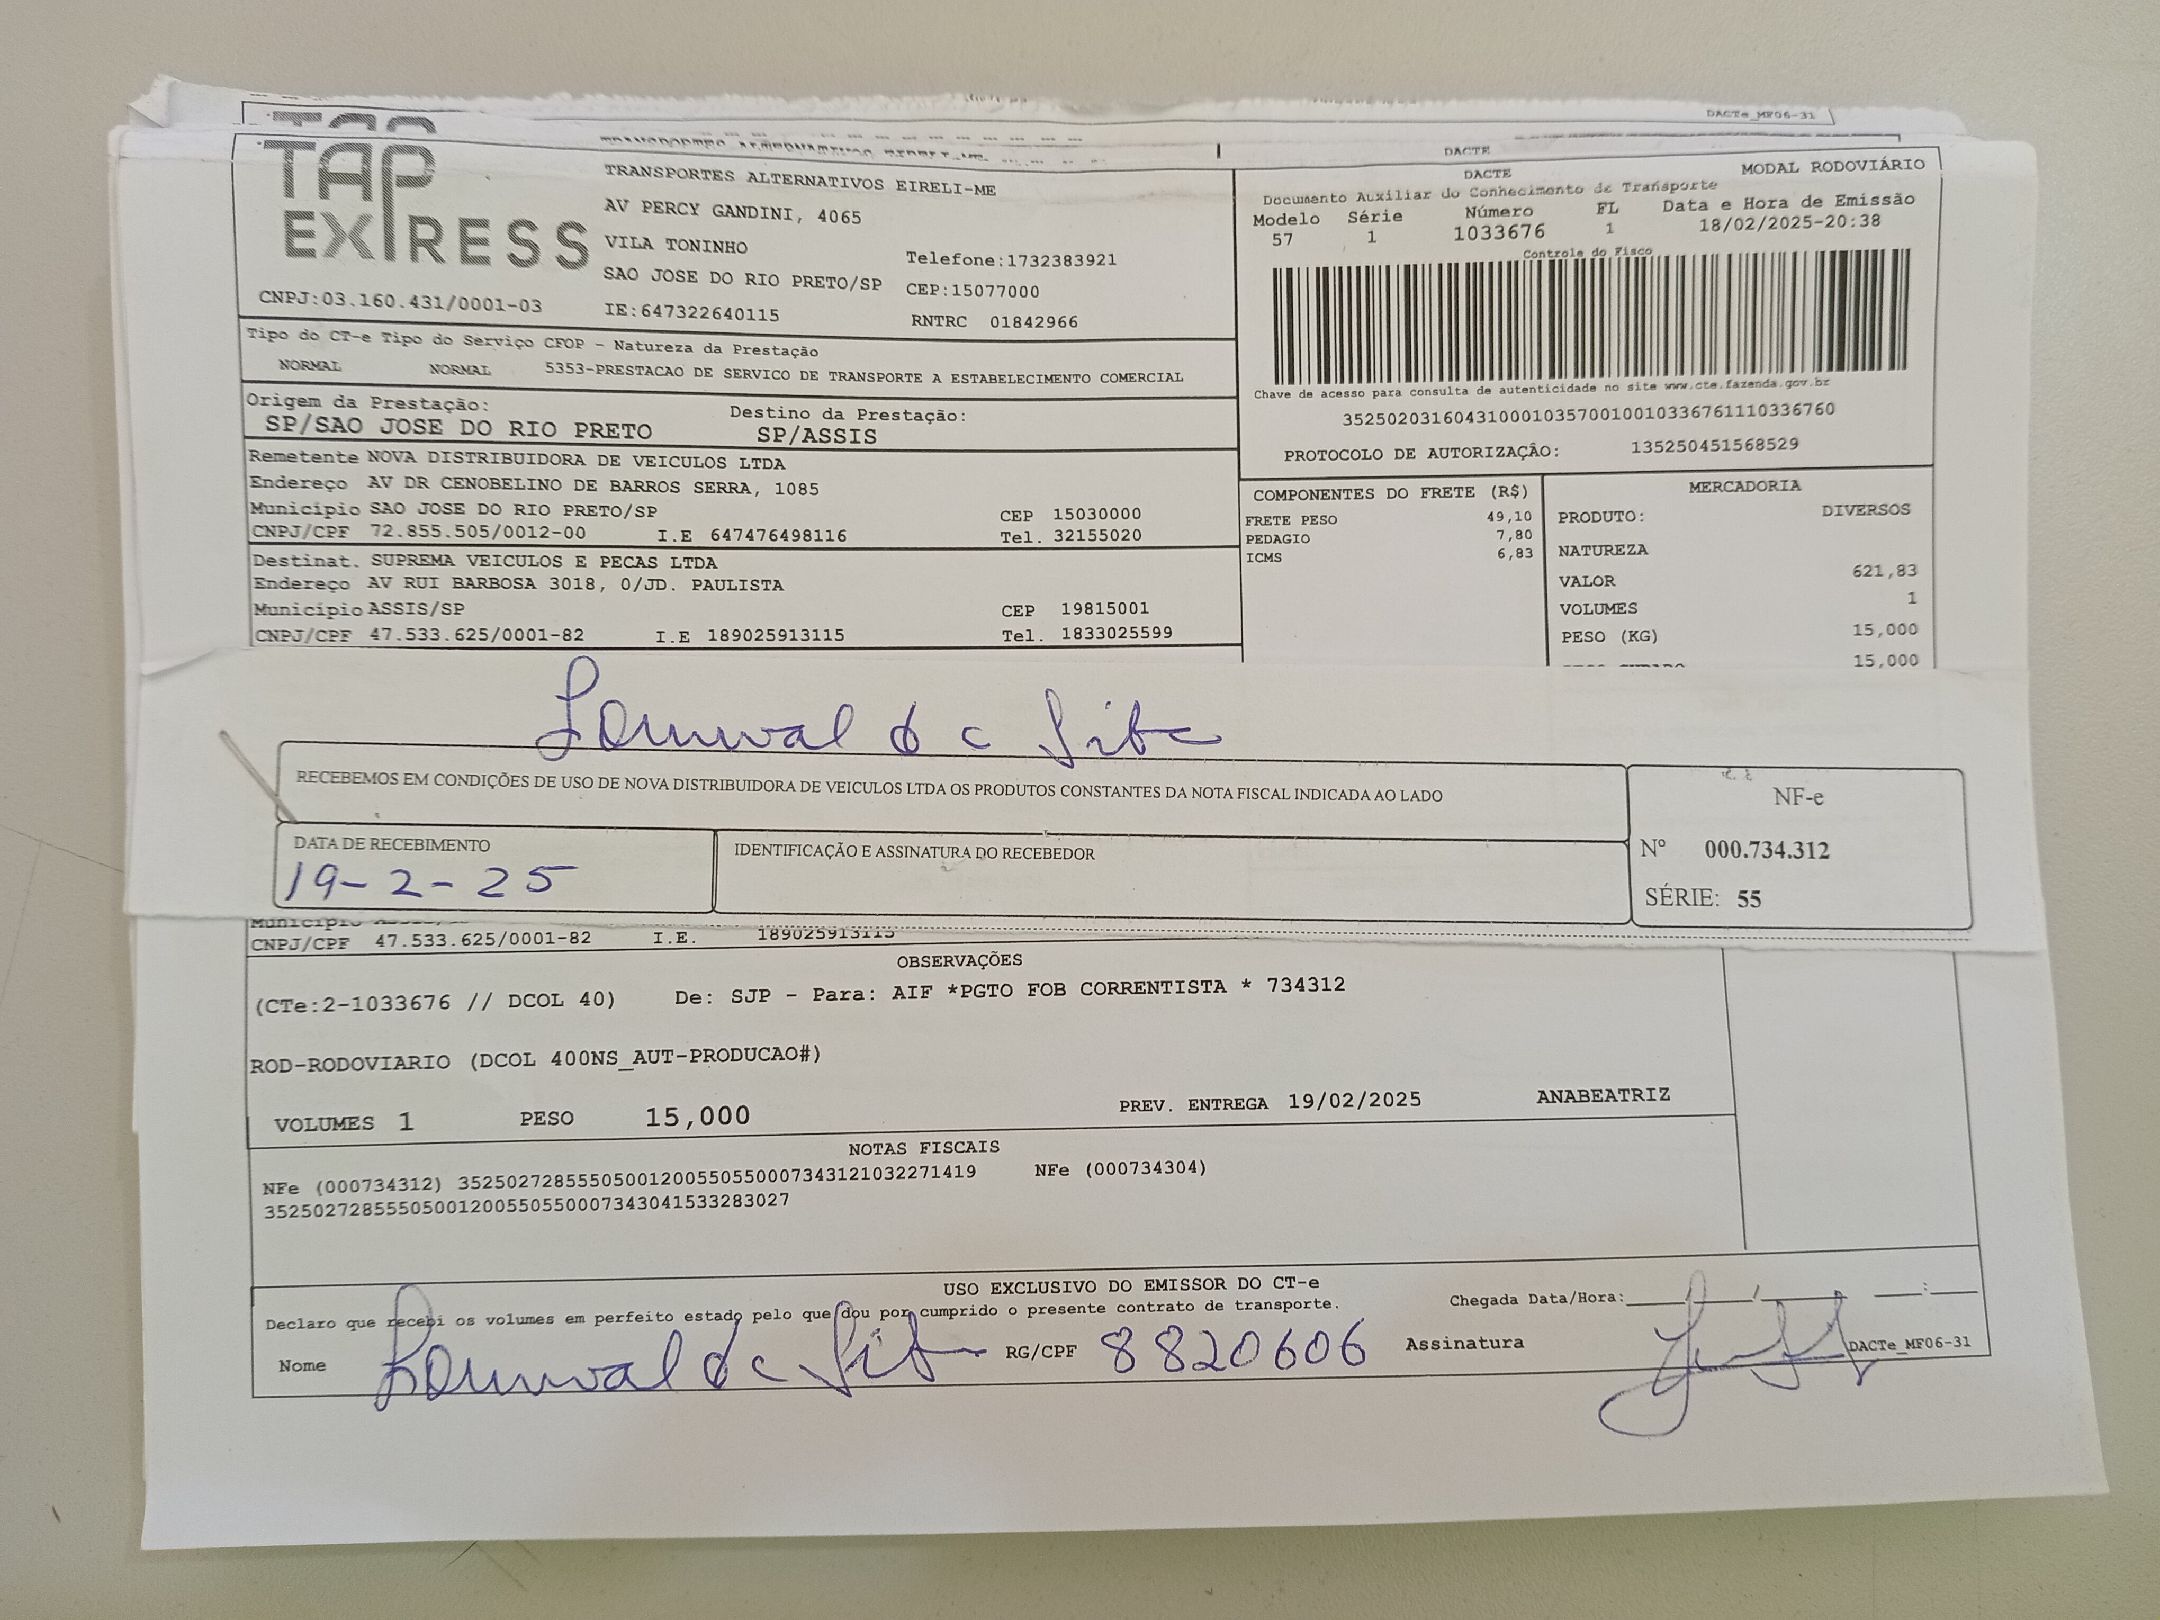 DACTe_MF06-31
DACTE
TAP EXPRESS
TRANSPORTES ALTERNATIVOS EIRELI-ME
AV PERCY GANDINI, 4065
VILA TONINHO
Telefone:1732383921
SAO JOSE DO RIO PRETO/SP CEP:15077000
CNPJ:03.160.431/0001-03 IE:647322640115 RNTRC 01842966
DACTE MODAL RODOVIÁRIO
Documento Auxiliar do Conhecimento de Transporte
Modelo Série Número FL Data e Hora de Emissão
57 1 1033676 1 18/02/2025-20:38
Controle do Fisco
Chave de acesso para consulta de autenticidade no site www.cte.fazenda.gov.br
35250203160431000103570010010336761110336760
PROTOCOLO DE AUTORIZAÇÂO: 135250451568529
Tipo do CT-e Tipo do Serviço CFOP - Natureza da Prestação
NORMAL NORMAL 5353-PRESTACAO DE SERVICO DE TRANSPORTE A ESTABELECIMENTO COMERCIAL
Origem da Prestação: Destino da Prestação:
SP/SAO JOSE DO RIO PRETO SP/ASSIS
Remetente NOVA DISTRIBUIDORA DE VEICULOS LTDA
Endereço AV DR CENOBELINO DE BARROS SERRA, 1085
Município SAO JOSE DO RIO PRETO/SP CEP 15030000
CNPJ/CPF 72.855.505/0012-00 I.E 647476498116 Tel. 32155020
Destinat. SUPREMA VEICULOS E PECAS LTDA
Endereço AV RUI BARBOSA 3018, 0/JD. PAULISTA
Município ASSIS/SP CEP 19815001
CNPJ/CPF 47.533.625/0001-82 I.E 189025913115 Tel. 1833025599
COMPONENTES DO FRETE (R$)
FRETE PESO 49,10
PEDAGIO 7,80
ICMS 6,83
MERCADORIA
PRODUTO: DIVERSOS
NATUREZA
VALOR 621,83
VOLUMES 1
PESO (KG) 15,000
15,000
RECEBEMOS EM CONDIÇÕES DE USO DE NOVA DISTRIBUIDORA DE VEICULOS LTDA OS PRODUTOS CONSTANTES DA NOTA FISCAL INDICADA AO LADO
DATA DE RECEBIMENTO IDENTIFICAÇÃO E ASSINATURA DO RECEBEDOR
19-2-25
NF-e
Nº 000.734.312
SÉRIE: 55
Município
CNPJ/CPF 47.533.625/0001-82 I.E. 189025913115
OBSERVAÇÕES
(CTe:2-1033676 // DCOL 40) De: SJP - Para: AIF *PGTO FOB CORRENTISTA * 734312
ROD-RODOVIARIO (DCOL 400NS_AUT-PRODUCAO#)
VOLUMES 1 PESO 15,000 PREV. ENTREGA 19/02/2025 ANABEATRIZ
NOTAS FISCAIS
NFe (000734312) 35250272855505001200550550007343121032271419 NFe (000734304)
35250272855505001200550550007343041533283027
USO EXCLUSIVO DO EMISSOR DO CT-e
Declaro que recebi os volumes em perfeito estado pelo que dou por cumprido o presente contrato de transporte. Chegada Data/Hora:___/___/___ __:__
Nome RG/CPF 8820606 Assinatura DACTe_MF06-31